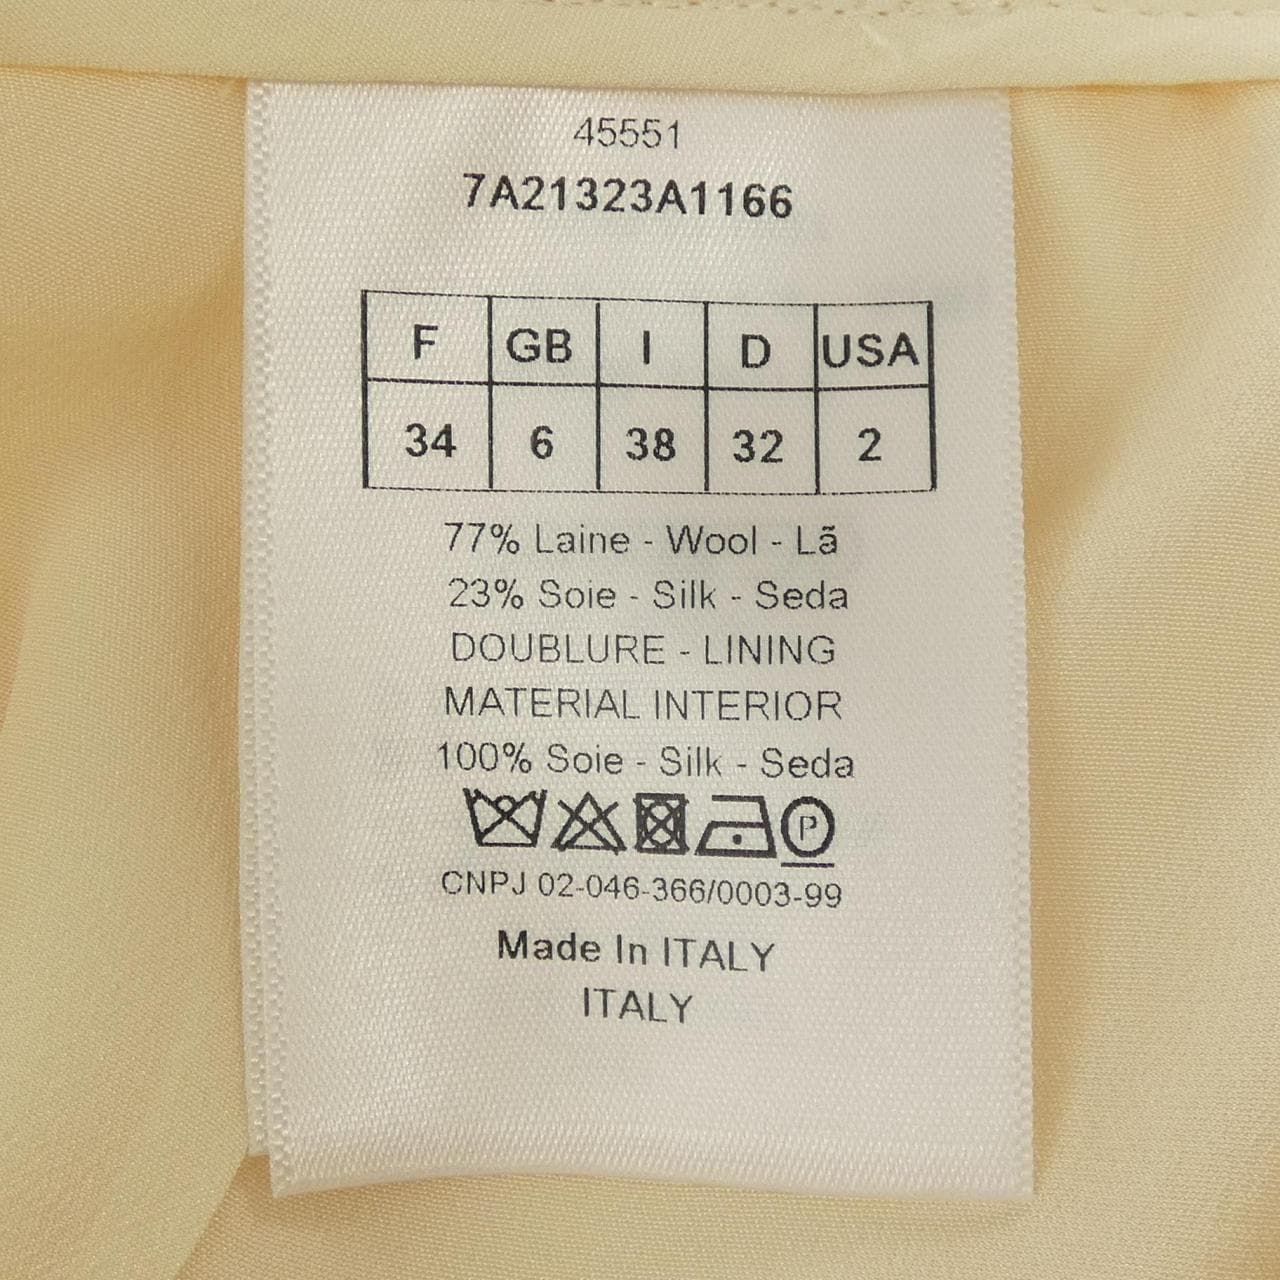 45551
7A21323A1166
F GB I D USA
34 6 38 32 2
77% Laine - Wool - Lã
23% Soie - Silk - Seda
DOUBLURE - LINING
MATERIAL INTERIOR
100% Soie - Silk - Seda
P
CNPJ 02-046-366/0003-99
Made In ITALY
ITALY